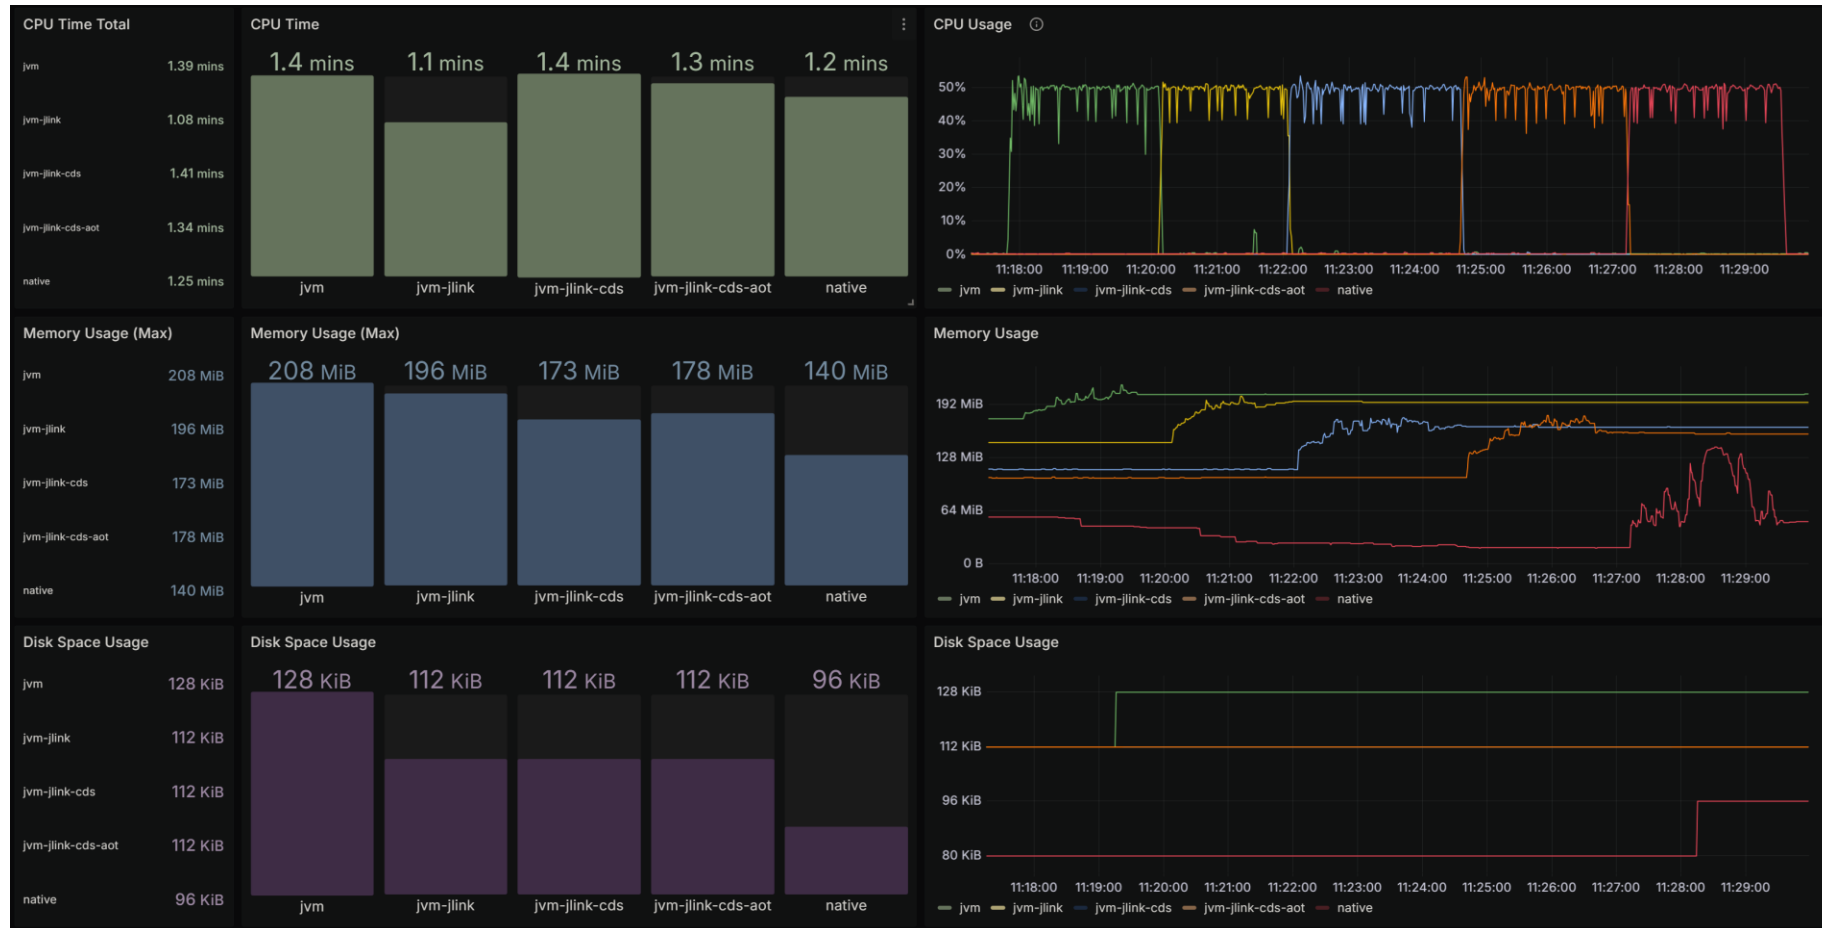 CPU Time Total
jvm 1.39 mins
jvm-jlink 1.08 mins
jvm-jlink-cds 1.41 mins
jvm-jlink-cds-aot 1.34 mins
native 1.25 mins
CPU Time
1.4 mins 1.1 mins 1.4 mins 1.3 mins 1.2 mins
jvm jvm-jlink jvm-jlink-cds jvm-jlink-cds-aot native
CPU Usage
50%
40%
30%
20%
10%
0%
11:18:00 11:19:00 11:20:00 11:21:00 11:22:00 11:23:00 11:24:00 11:25:00 11:26:00 11:27:00 11:28:00 11:29:00
jvm jvm-jlink jvm-jlink-cds jvm-jlink-cds-aot native
Memory Usage (Max)
jvm 208 MiB
jvm-jlink 196 MiB
jvm-jlink-cds 173 MiB
jvm-jlink-cds-aot 178 MiB
native 140 MiB
Memory Usage (Max)
208 MiB 196 MiB 173 MiB 178 MiB 140 MiB
jvm jvm-jlink jvm-jlink-cds jvm-jlink-cds-aot native
Memory Usage
192 MiB
128 MiB
64 MiB
0 B
11:18:00 11:19:00 11:20:00 11:21:00 11:22:00 11:23:00 11:24:00 11:25:00 11:26:00 11:27:00 11:28:00 11:29:00
jvm jvm-jlink jvm-jlink-cds jvm-jlink-cds-aot native
Disk Space Usage
jvm 128 KiB
jvm-jlink 112 KiB
jvm-jlink-cds 112 KiB
jvm-jlink-cds-aot 112 KiB
native 96 KiB
Disk Space Usage
128 KiB 112 KiB 112 KiB 112 KiB 96 KiB
jvm jvm-jlink jvm-jlink-cds jvm-jlink-cds-aot native
Disk Space Usage
128 KiB
112 KiB
96 KiB
80 KiB
11:18:00 11:19:00 11:20:00 11:21:00 11:22:00 11:23:00 11:24:00 11:25:00 11:26:00 11:27:00 11:28:00 11:29:00
jvm jvm-jlink jvm-jlink-cds jvm-jlink-cds-aot native